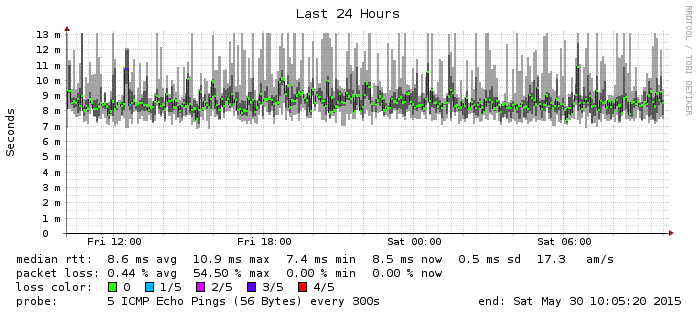 Last 24 Hours
RRDTOOL / TOBI OETIKER
Seconds
13 m
12 m
11 m
10 m
9 m
8 m
7 m
6 m
5 m
4 m
3 m
2 m
1 m
0
Fri 12:00 Fri 18:00 Sat 00:00 Sat 06:00
median rtt: 8.6 ms avg 10.9 ms max 7.4 ms min 8.5 ms now 0.5 ms sd 17.3 am/s
packet loss: 0.44 % avg 54.50 % max 0.00 % min 0.00 % now
loss color: 0 1/5 2/5 3/5 4/5
probe: 5 ICMP Echo Pings (56 Bytes) every 300s end: Sat May 30 10:05:20 2015